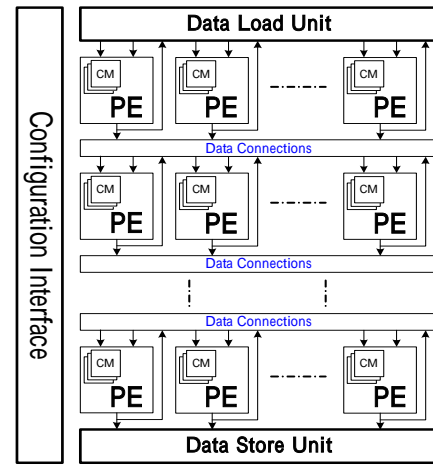 Data Load Unit
Configuration Interface
CM CM CM
PE PE PE
Data Connections
CM CM CM
PE PE PE
Data Connections
Data Connections
CM CM CM
PE PE PE
Data Store Unit